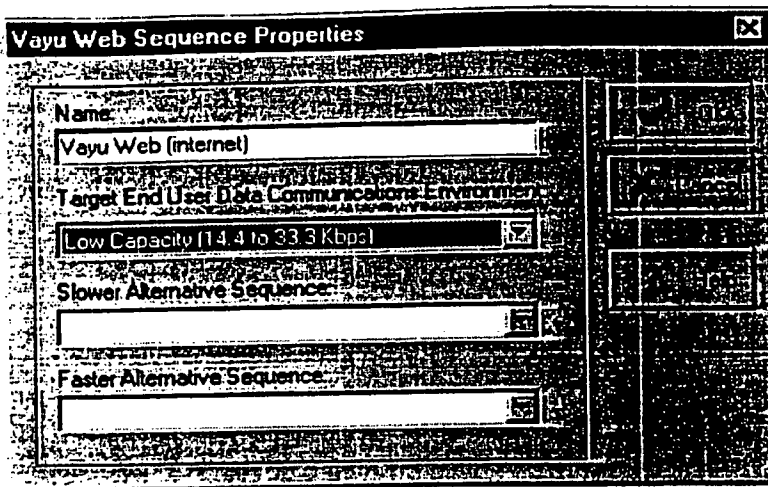 Vayu Web Sequence Properties
Name:
Vayu Web (internet)
Target End User Data Communications Environment:
Low Capacity (14.4 to 33.3 Kbps)
Slower Alternative Sequence:
Faster Alternative Sequence:
Cancel